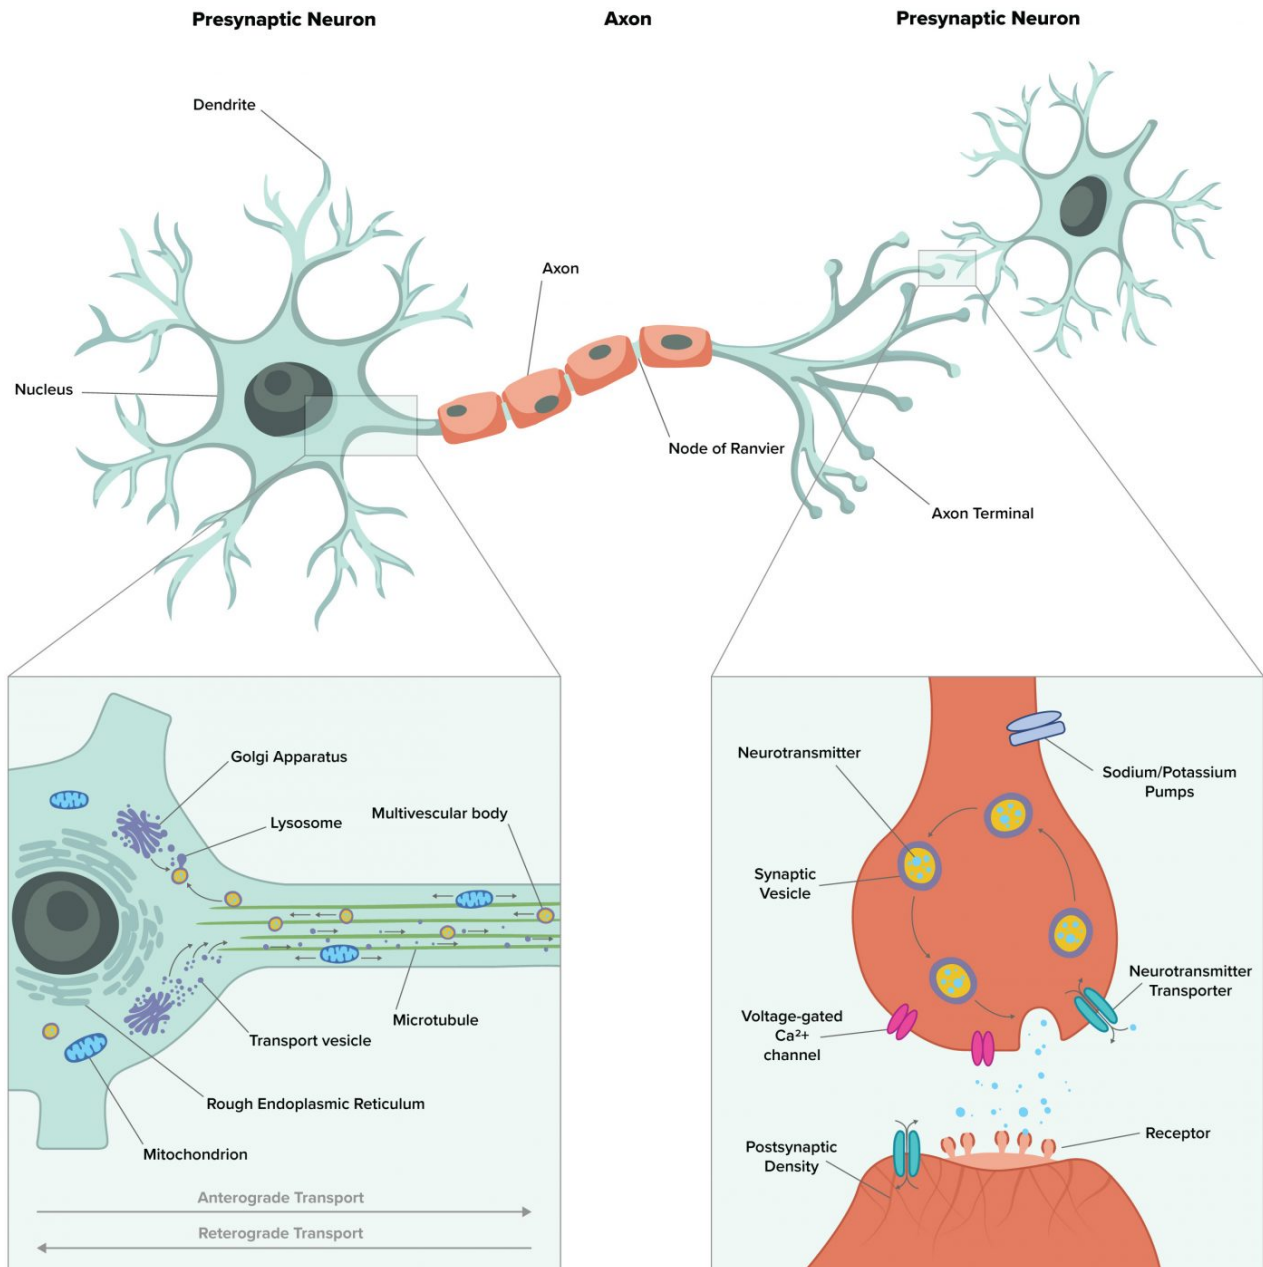 Presynaptic Neuron
Axon
Presynaptic Neuron
Dendrite
Axon
Nucleus
Node of Ranvier
Axon Terminal
Golgi Apparatus
Lysosome
Multivescular body
Microtubule
Transport vesicle
Rough Endoplasmic Reticulum
Mitochondrion
Anterograde Transport
Reterograde Transport
Neurotransmitter
Sodium/Potassium
Pumps
Synaptic
Vesicle
Neurotransmitter
Transporter
Voltage-gated
Ca²⁺
channel
Postsynaptic
Density
Receptor